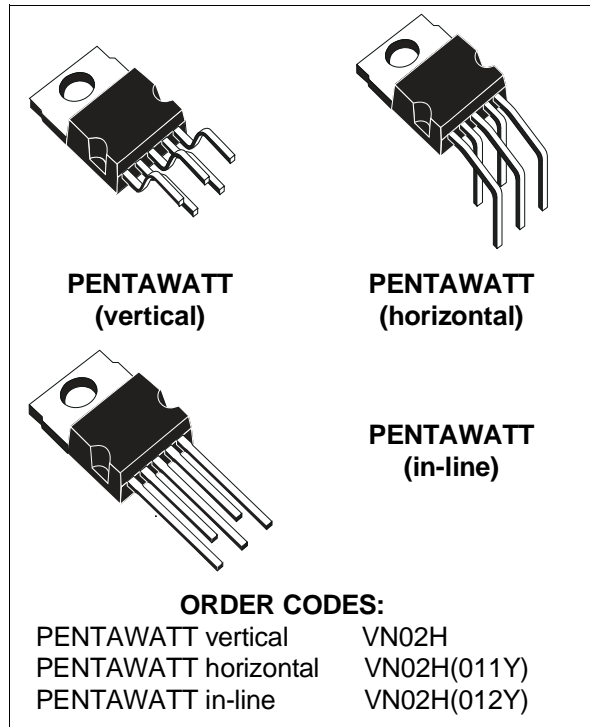 PENTAWATT
(vertical)
PENTAWATT
(horizontal)
PENTAWATT
(in-line)
ORDER CODES:
PENTAWATT vertical VN02H
PENTAWATT horizontal VN02H(011Y)
PENTAWATT in-line VN02H(012Y)